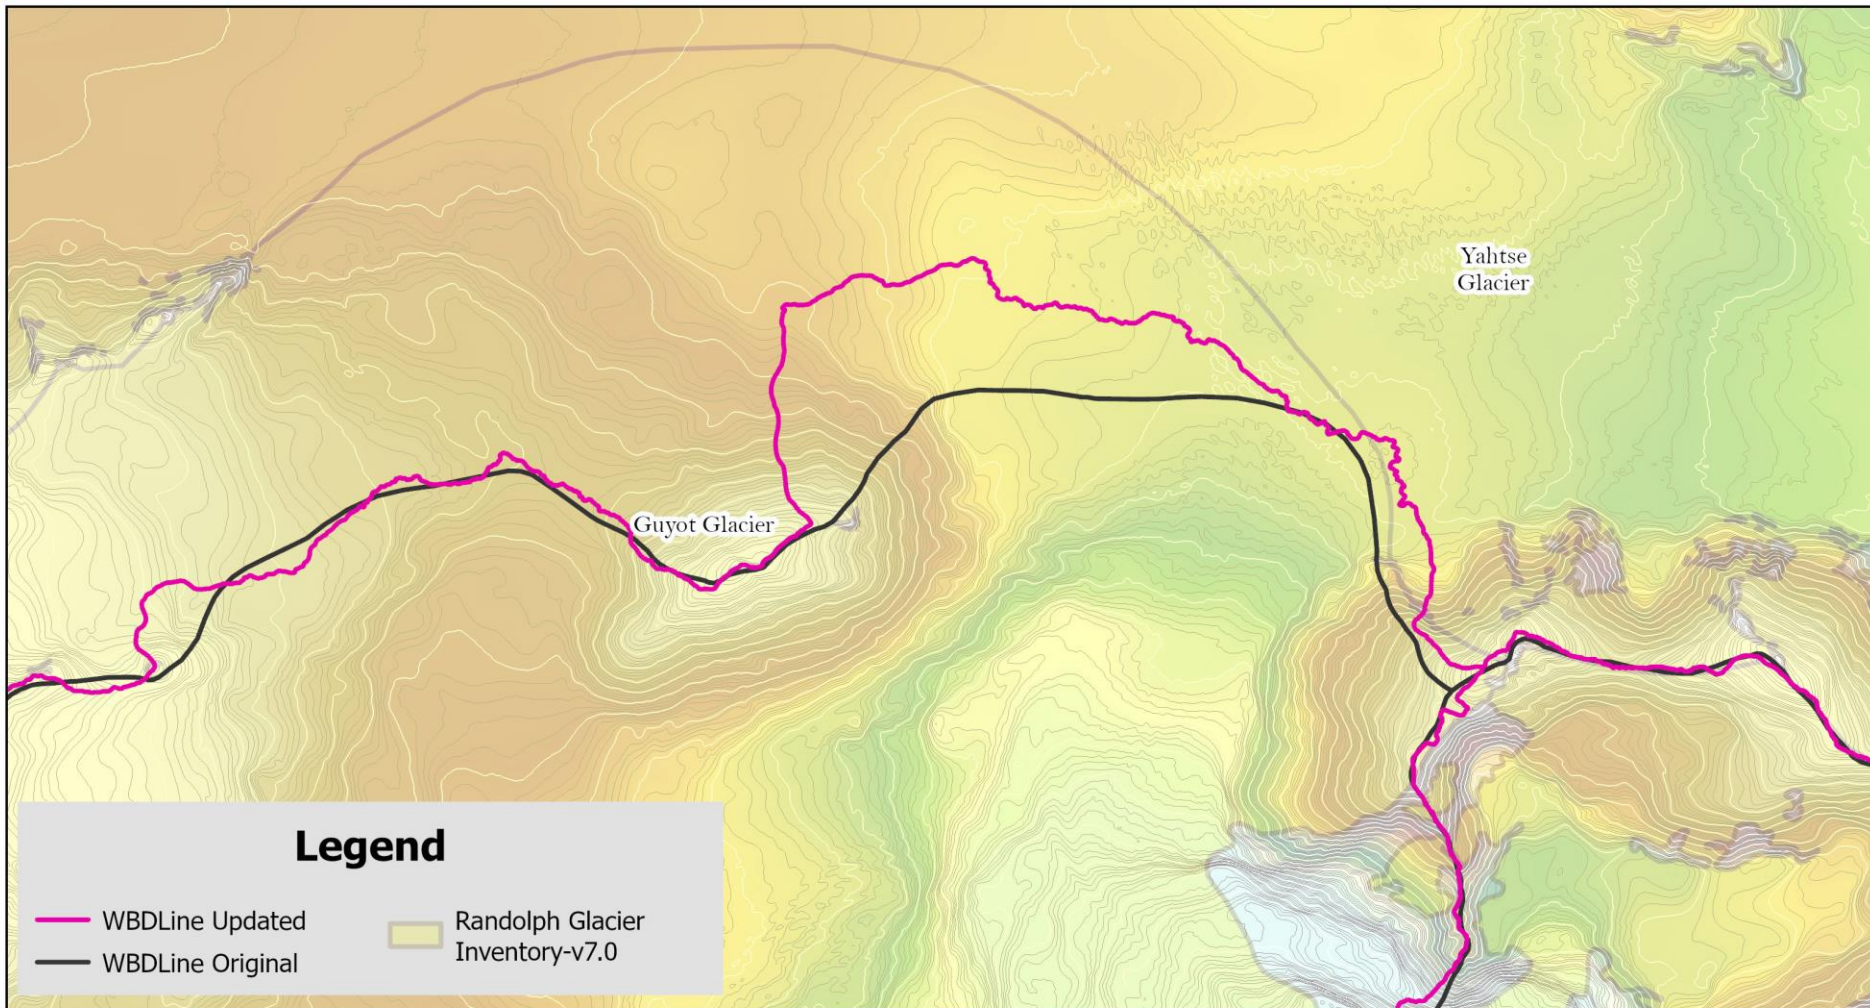 Yahtse
Glacier
Guyot Glacier
Legend
WBDLine Updated
WBDLine Original
Randolph Glacier
Inventory-v7.0